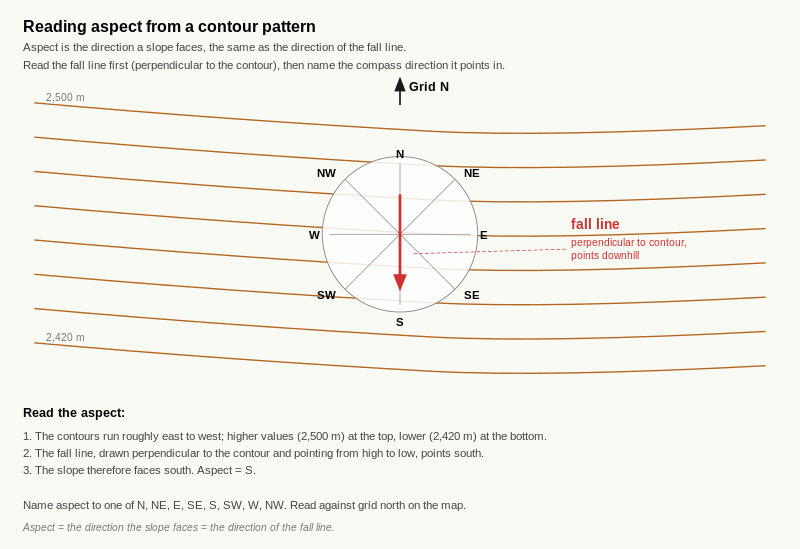 Reading aspect from a contour pattern
Aspect is the direction a slope faces, the same as the direction of the fall line.
Read the fall line first (perpendicular to the contour), then name the compass direction it points in.
Grid N
2,500 m
N
NW
NE
fall line
W
E
perpendicular to contour,
points downhill
SW
SE
S
2,420 m
Read the aspect:
1. The contours run roughly east to west; higher values (2,500 m) at the top, lower (2,420 m) at the bottom.
2. The fall line, drawn perpendicular to the contour and pointing from high to low, points south.
3. The slope therefore faces south. Aspect = S.
Name aspect to one of N, NE, E, SE, S, SW, W, NW. Read against grid north on the map.
Aspect = the direction the slope faces = the direction of the fall line.